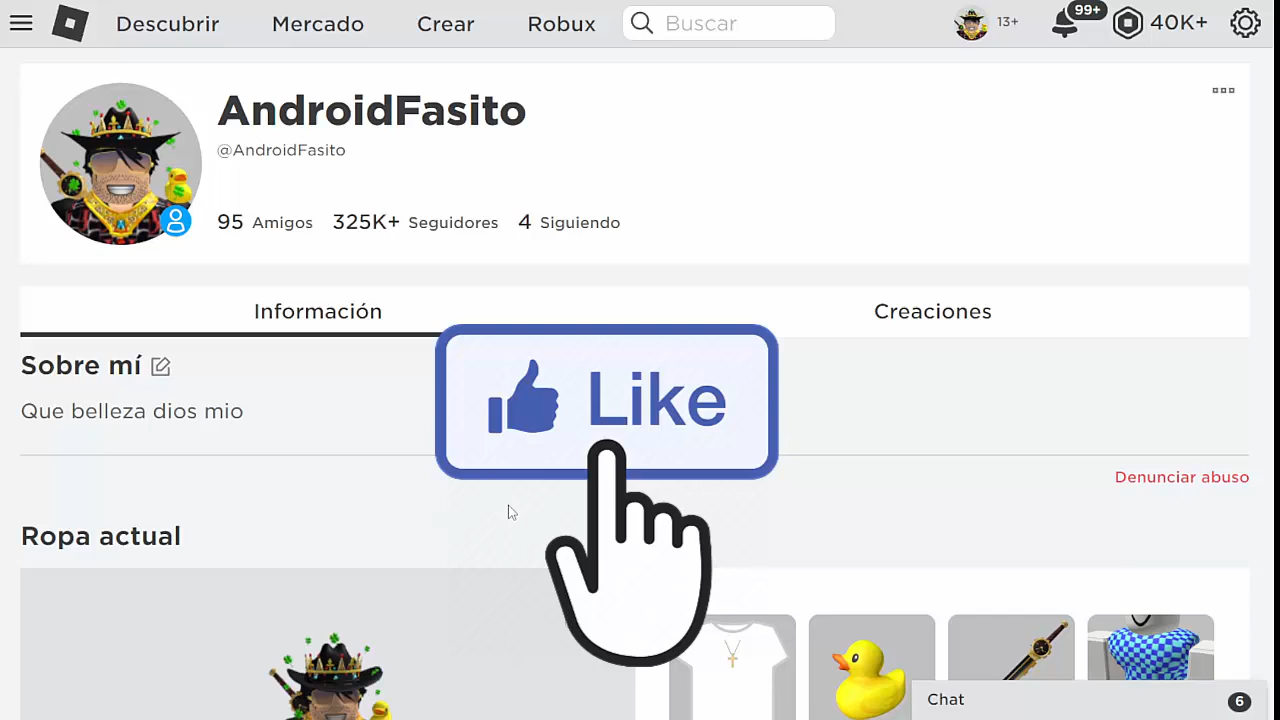 Descubrir Mercado Crear Robux Buscar 13+ 99+ 40K+
AndroidFasito
@AndroidFasito
95 Amigos 325K+ Seguidores 4 Siguiendo
Información Creaciones
Sobre mí
Que belleza dios mio
Like
Denunciar abuso
Ropa actual
Chat 6